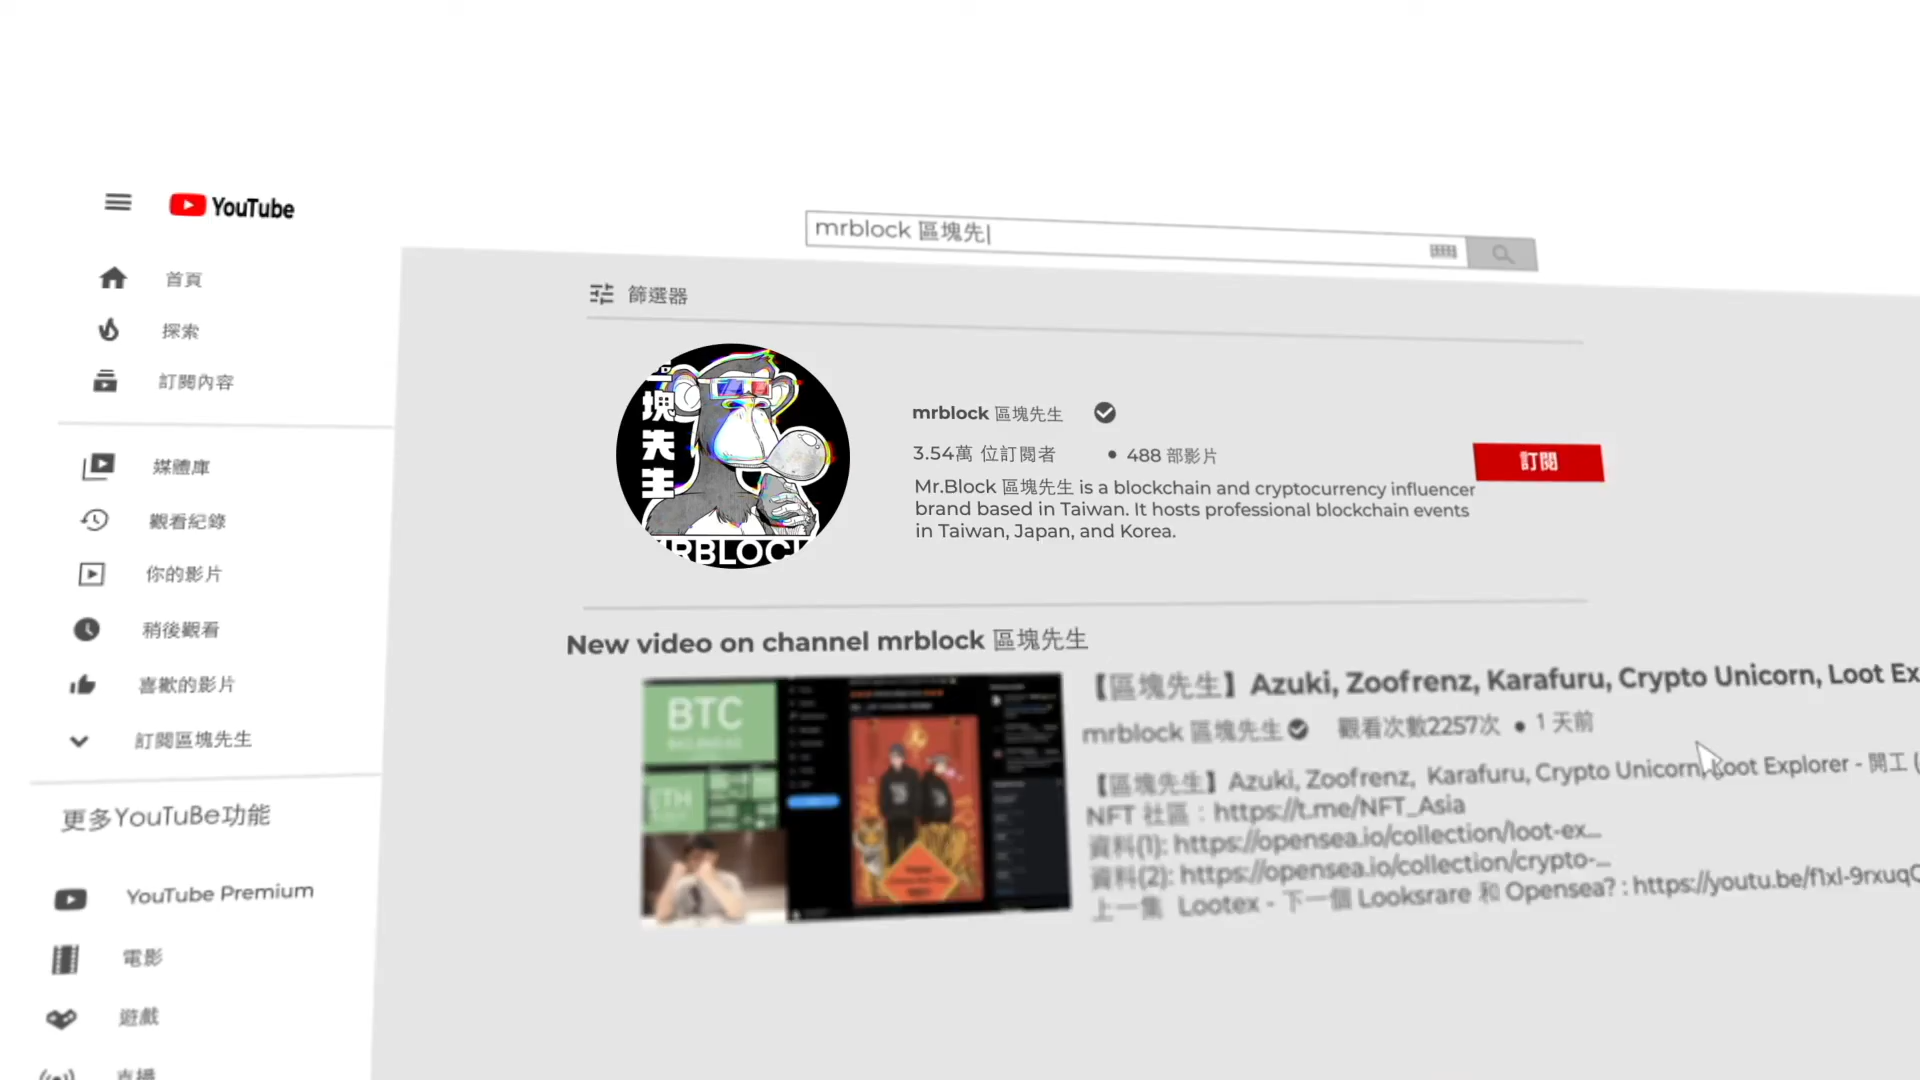 YouTube
mrblock 區塊先
首頁
探索
訂閱內容
媒體庫
觀看紀錄
你的影片
稍後觀看
喜歡的影片
訂閱區塊先生
更多YouTuBe功能
YouTube Premium
電影
遊戲
直播
篩選器
塊先生
MRBLOCK
mrblock 區塊先生
3.54萬 位訂閱者 • 488 部影片
Mr.Block 區塊先生 is a blockchain and cryptocurrency influencer
brand based in Taiwan. It hosts professional blockchain events
in Taiwan, Japan, and Korea.
訂閱
New video on channel mrblock 區塊先生
BTC
ETH
【區塊先生】Azuki, Zoofrenz, Karafuru, Crypto Unicorn, Loot Ex
mrblock 區塊先生 觀看次數2257次 • 1 天前
【區塊先生】Azuki, Zoofrenz, Karafuru, Crypto Unicorn, Loot Explorer - 開工 (
NFT 社區 : https://t.me/NFT_Asia
資料(1): https://opensea.io/collection/loot-ex...
資料(2): https://opensea.io/collection/crypto-...
上一集 Lootex - 下一個 Looksrare 和 Opensea? : https://youtu.be/f1xl-9rxuq